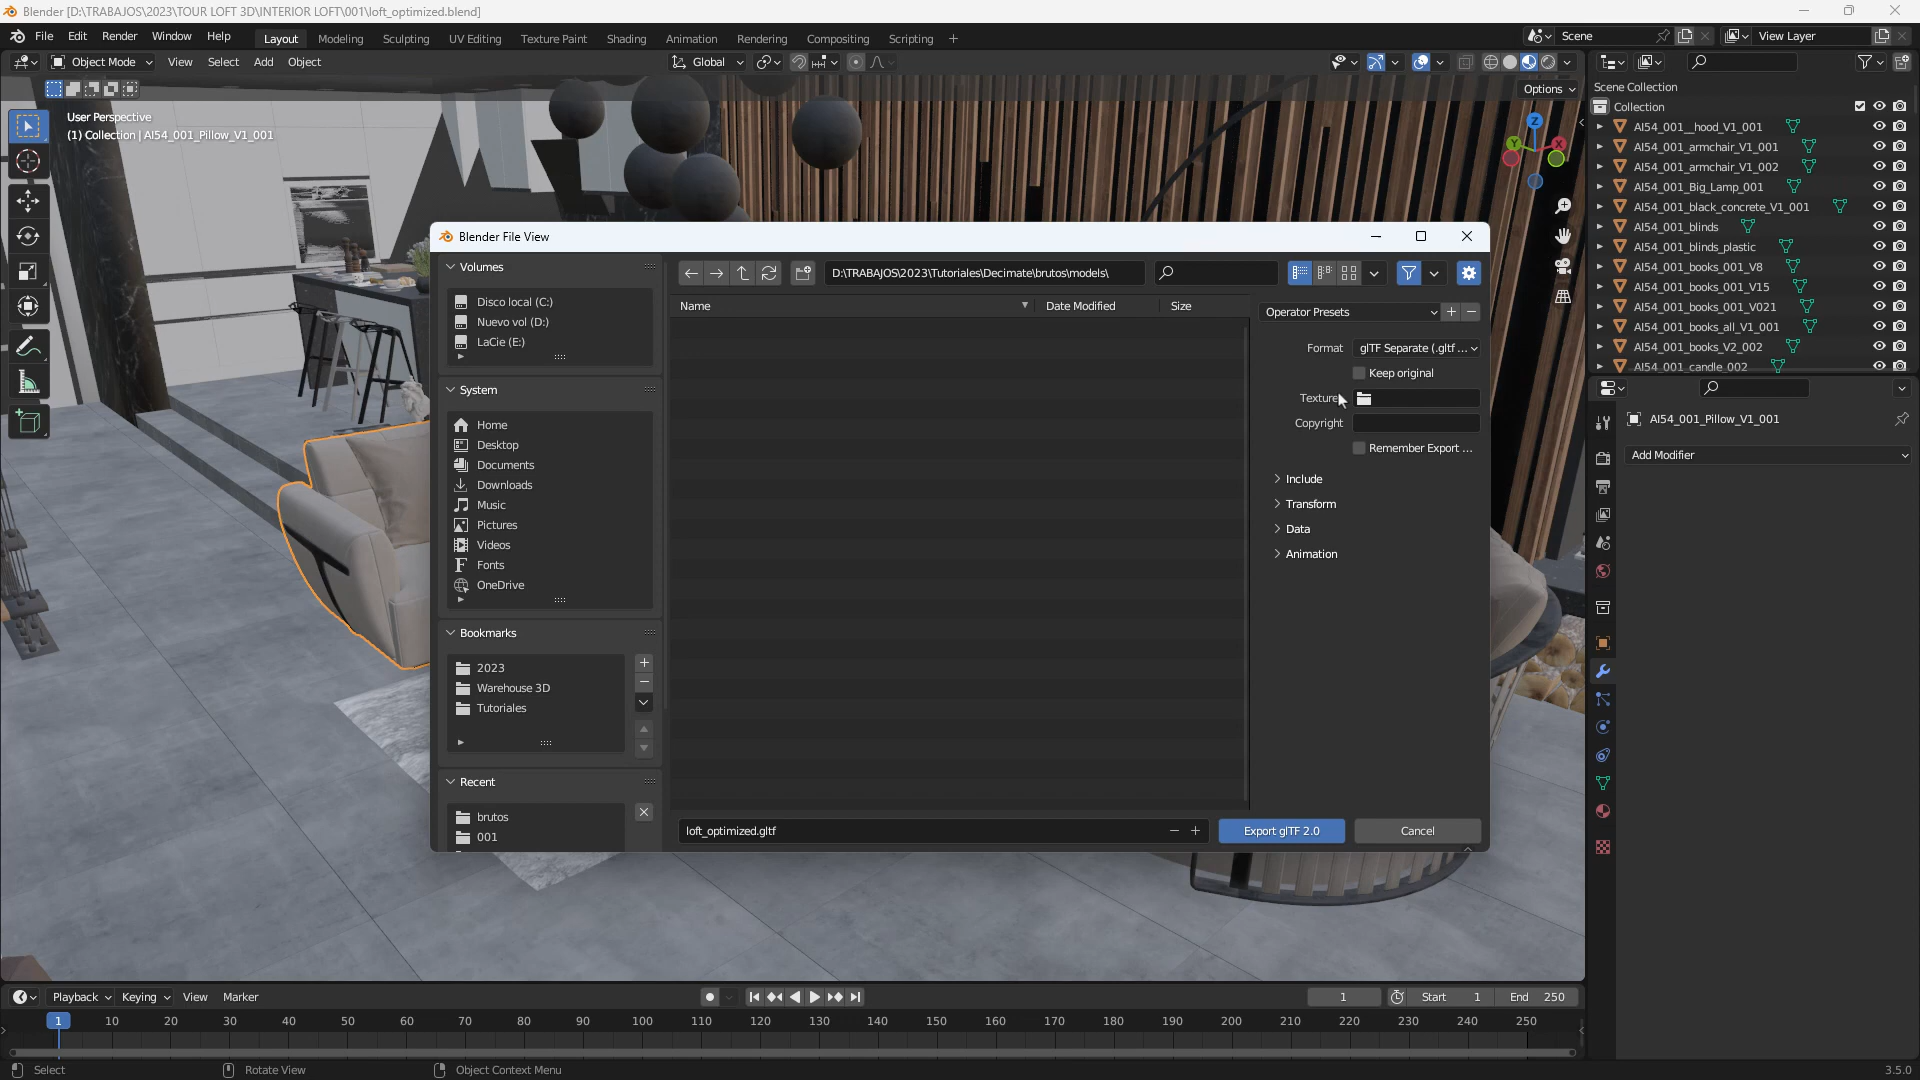 Blender [D:\TRABAJOS\2023\TOUR LOFT 3D\INTERIOR LOFT\001\loft_optimized.blend]
File Edit Render Window Help Layout Modeling Sculpting UV Editing Texture Paint Shading Animation Rendering Compositing Scripting + Scene View Layer
Object Mode View Select Add Object Global
Options
User Perspective
(1) Collection | AI54_001_Pillow_V1_001
Z
Y
X
Scene Collection
Collection
AI54_001__hood_V1_001
AI54_001_armchair_V1_001
AI54_001_armchair_V1_002
AI54_001_Big_Lamp_001
AI54_001_black_concrete_V1_001
AI54_001_blinds
AI54_001_blinds_plastic
AI54_001_books_001_V8
AI54_001_books_001_V15
AI54_001_books_001_V021
AI54_001_books_all_V1_001
AI54_001_books_V2_002
AI54_001_candle_002
AI54_001_Pillow_V1_001
Add Modifier
Blender File View
Volumes
Disco local (C:)
Nuevo vol (D:)
LaCie (E:)
System
Home
Desktop
Documents
Downloads
Music
Pictures
Videos
Fonts
OneDrive
Bookmarks
2023
Warehouse 3D
Tutoriales
Recent
brutos
001
D:\TRABAJOS\2023\Tutoriales\Decimate\brutos\models\
Name Date Modified Size
Operator Presets
Format glTF Separate (.gltf ...
Keep original
Texture
Copyright
Remember Export ...
Include
Transform
Data
Animation
loft_optimized.gltf
Export glTF 2.0 Cancel
Playback Keying View Marker 1 Start 1 End 250
1 10 20 30 40 50 60 70 80 90 100 110 120 130 140 150 160 170 180 190 200 210 220 230 240 250
Select Rotate View Object Context Menu 3.5.0